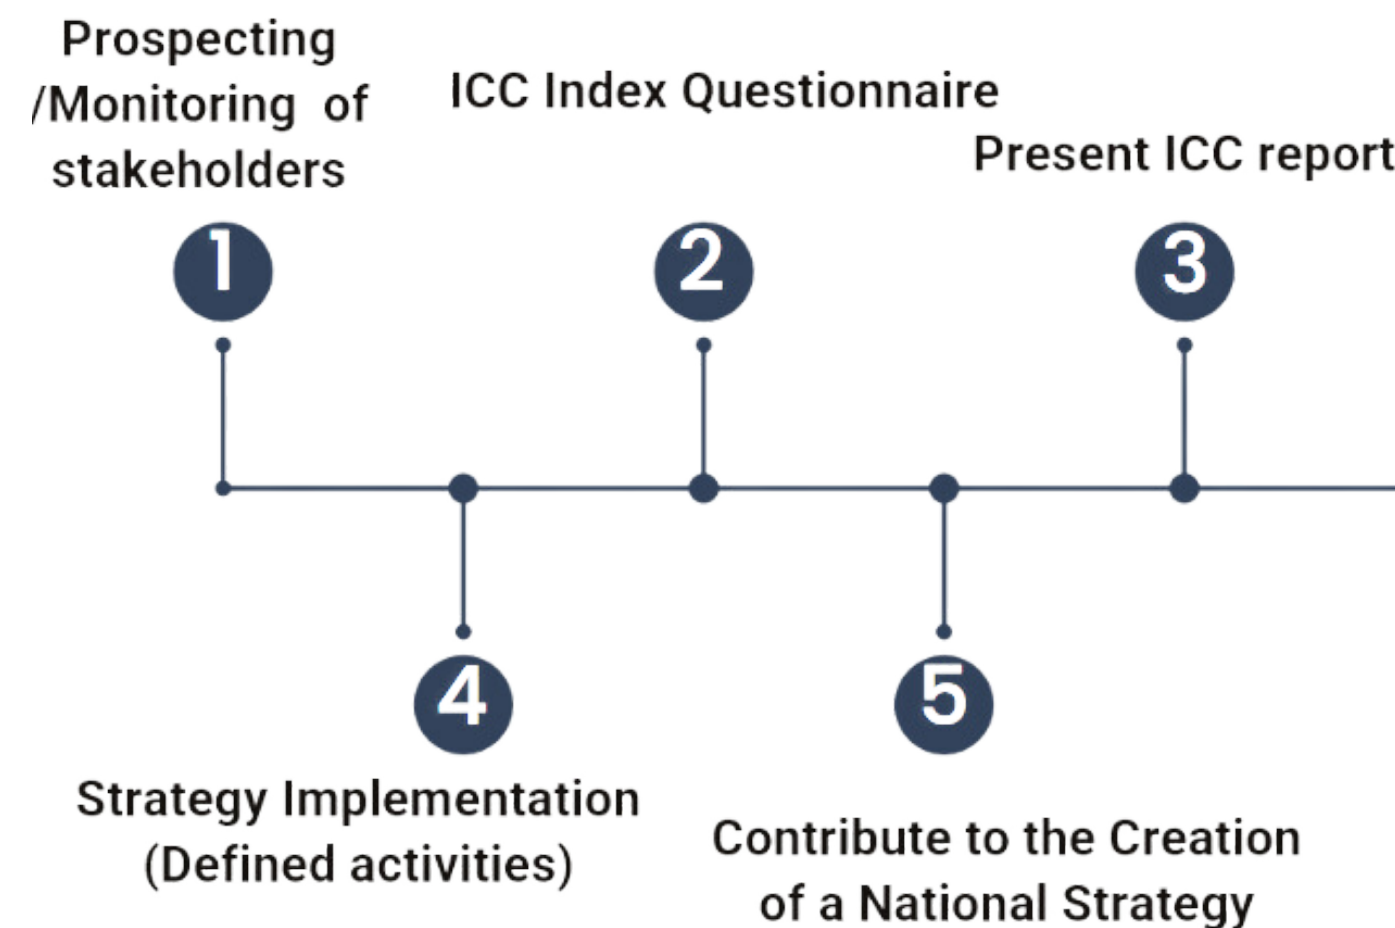 Prospecting
/Monitoring of
stakeholders
ICC Index Questionnaire
Present ICC report
1
2
3
4
5
Strategy Implementation
(Defined activities)
Contribute to the Creation
of a National Strategy